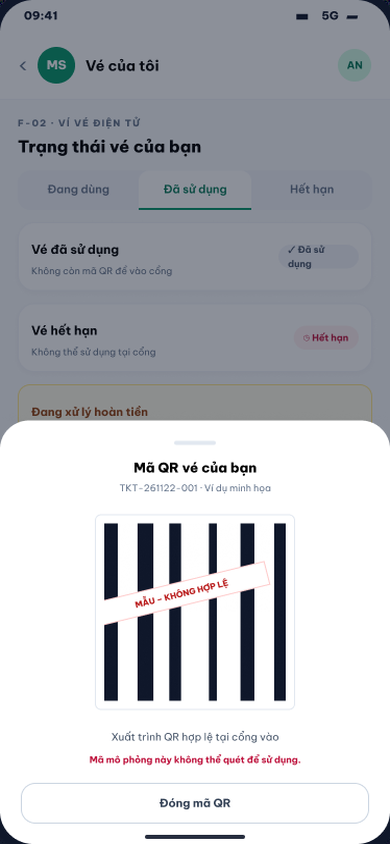 09:41
5G
MS
Vé của tôi
AN
F-02 · VÍ VÉ ĐIỆN TỬ
Trạng thái vé của bạn
Đang dùng
Đã sử dụng
Hết hạn
Vé đã sử dụng
Không còn mã QR để vào cổng
✓ Đã sử
dụng
Vé hết hạn
Không thể sử dụng tại cổng
Hết hạn
Đang xử lý hoàn tiền
Mã QR vé của bạn
TKT-261122-001 · Ví dụ minh họa
MẪU – KHÔNG HỢP LỆ
Xuất trình QR hợp lệ tại cổng vào
Mã mô phỏng này không thể quét để sử dụng.
Đóng mã QR